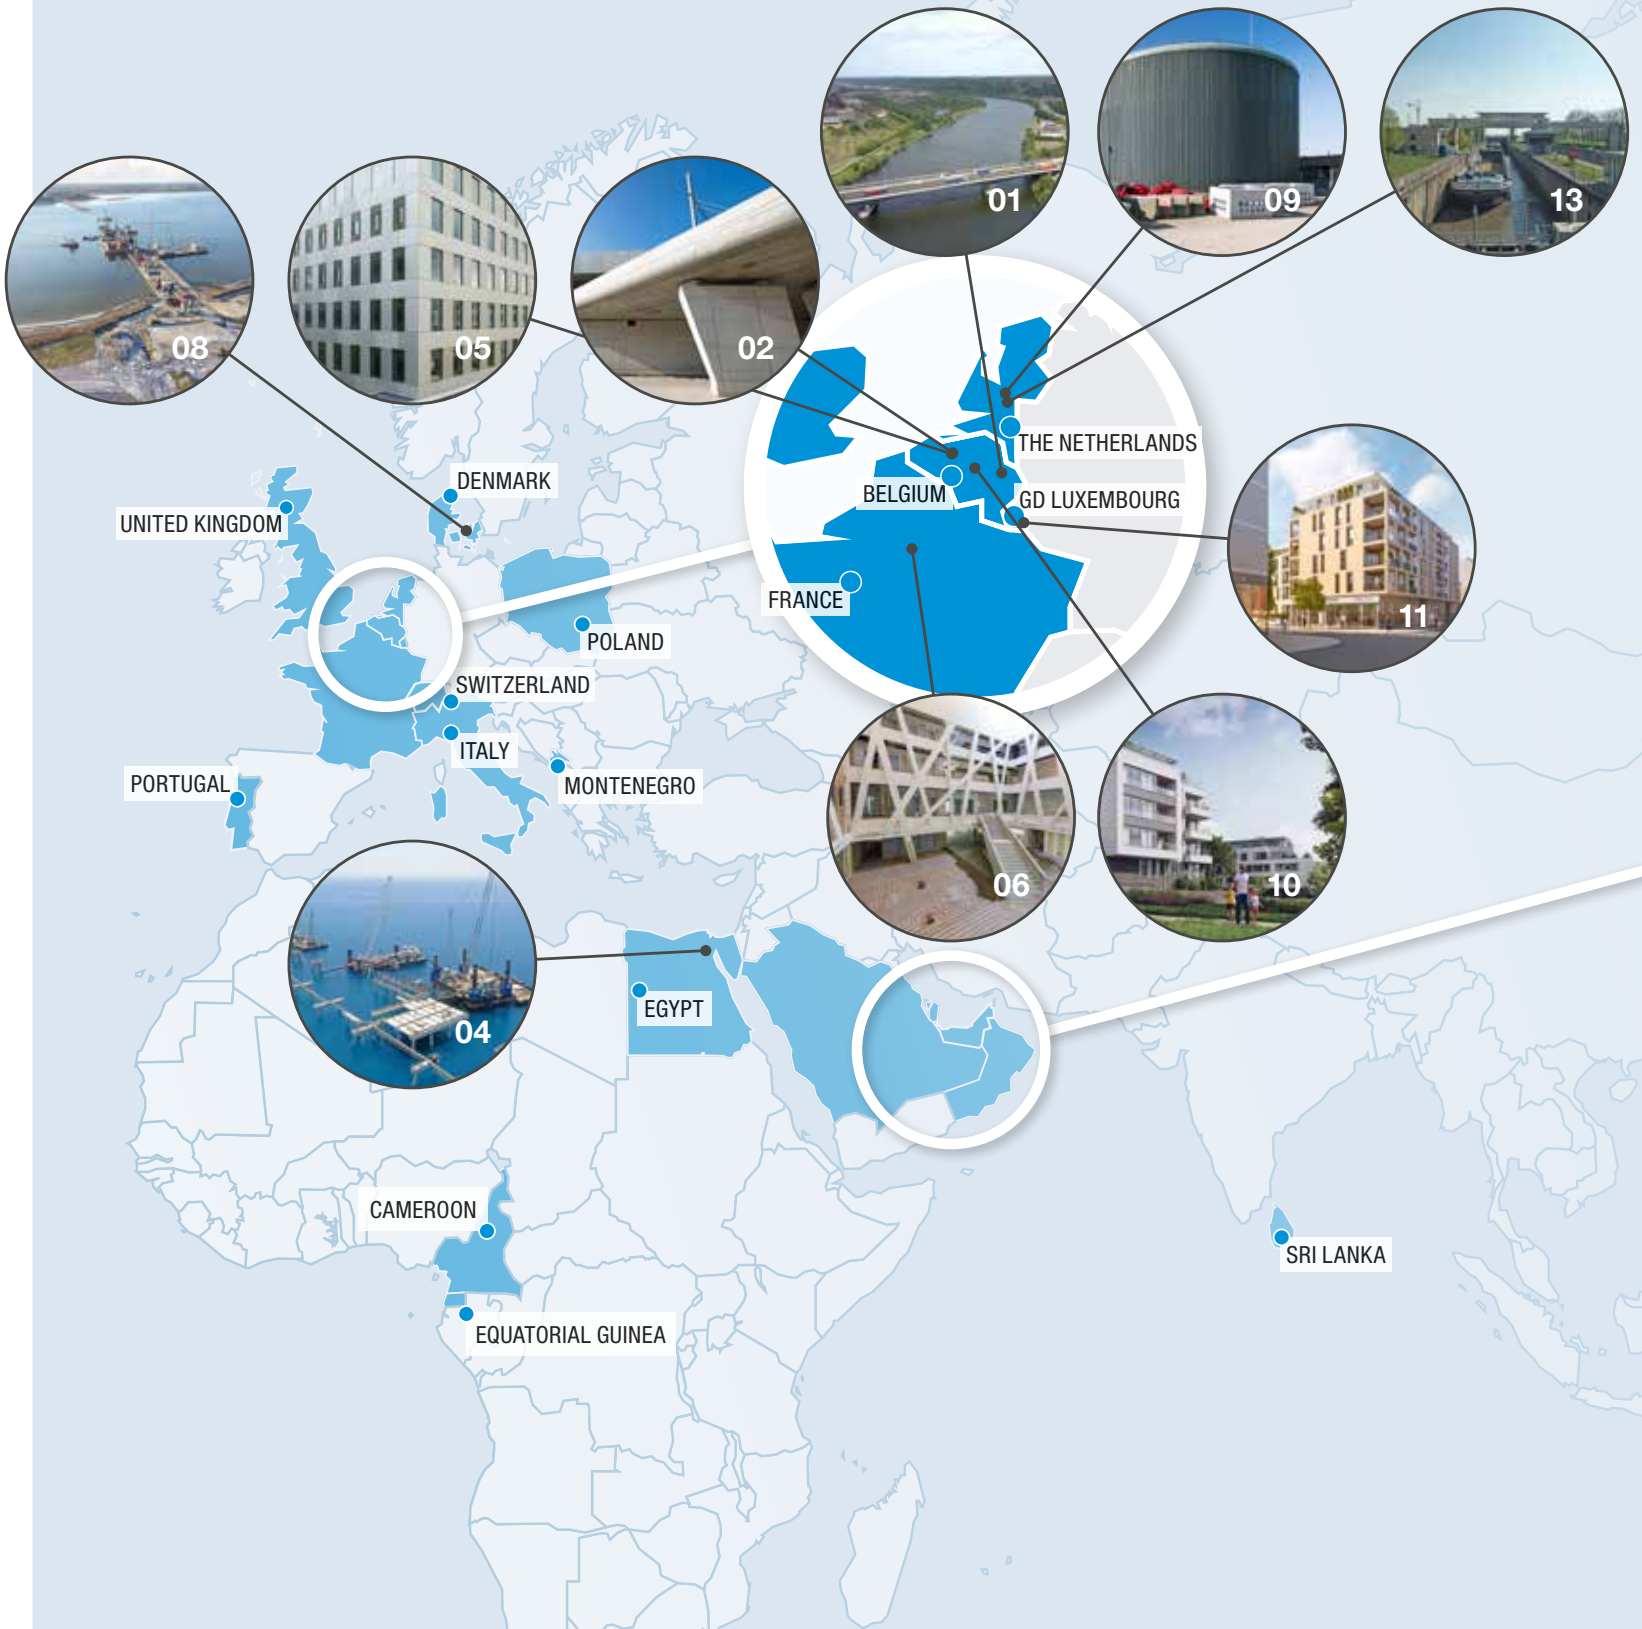 01
09
13
08
05
02
THE NETHERLANDS
DENMARK
BELGIUM
GD LUXEMBOURG
UNITED KINGDOM
FRANCE
11
POLAND
SWITZERLAND
ITALY
PORTUGAL
MONTENEGRO
06
10
EGYPT
04
CAMEROON
SRI LANKA
EQUATORIAL GUINEA